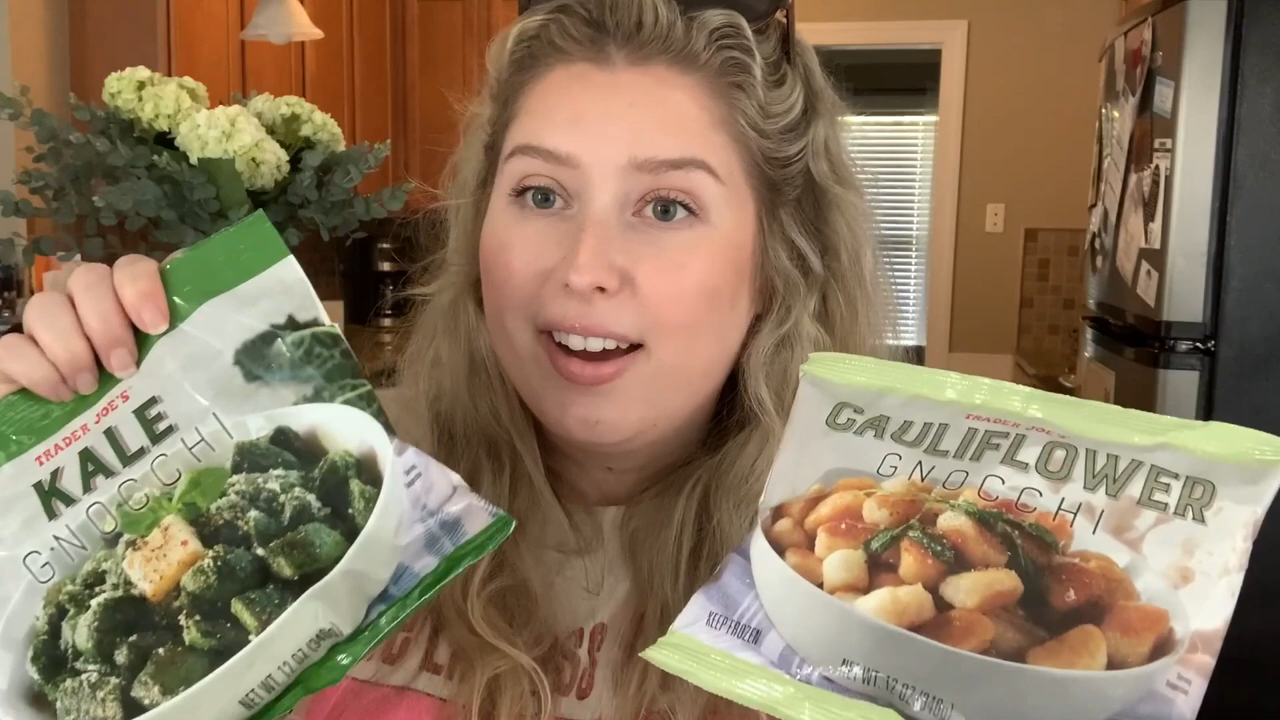 TRADER JOE'S
KALE
GNOCCHI
NET WT. 12 OZ (340g)
TRADER JOE'S
CAULIFLOWER
GNOCCHI
KEEP FROZEN
NET WT. 12 OZ (340g)